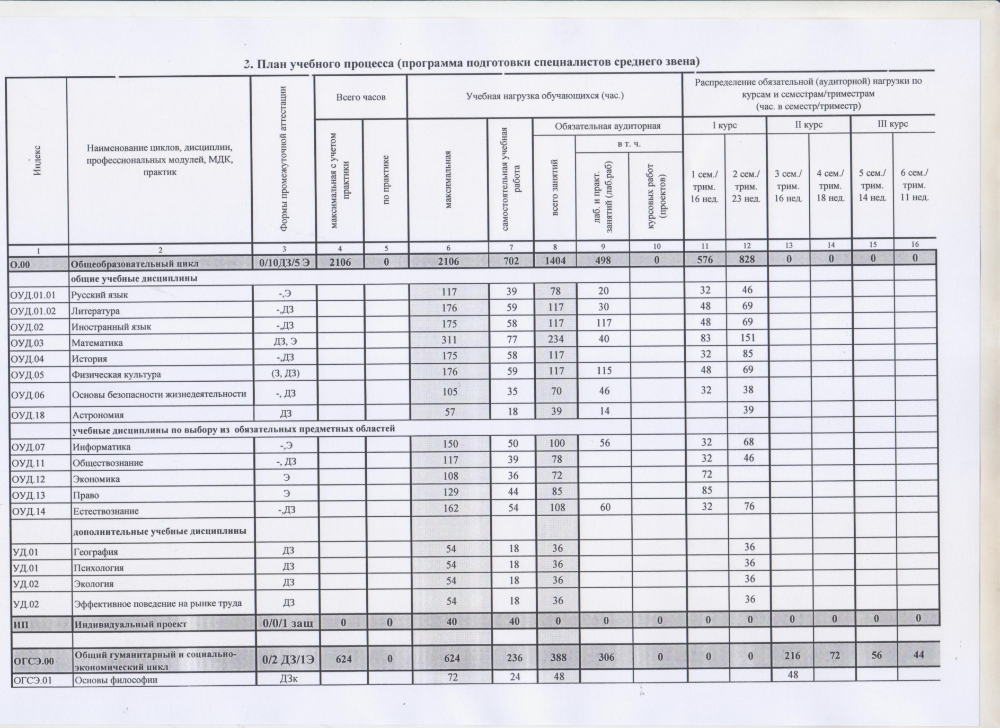 3. План учебного процесса (программа подготовки специалистов среднего звена)
Индекс
Наименование циклов, дисциплин,
профессиональных модулей, МДК,
практик
Формы промежуточной аттестации
Всего часов
максимальная с учетом
практики
по практике
Учебная нагрузка обучающихся (час.)
максимальная
самостоятельная учебная
работа
Обязательная аудиторная
всего занятий
в т. ч.
лаб. и практ.
занятий (лаб.раб)
курсовых работ
(проектов)
Распределение обязательной (аудиторной) нагрузки по
курсам и семестрам/триместрам
(час. в семестр/триместр)
I курс II курс III курс
1 сем./ 2 сем./ 3 сем./ 4 сем./ 5 сем./ 6 сем./
трим. трим. трим. трим. трим. трим.
16 нед. 23 нед. 16 нед. 18 нед. 14 нед. 11 нед.
1 2 3 4 5 6 7 8 9 10 11 12 13 14 15 16
О.00 Общеобразовательный цикл 0/10ДЗ/5 Э 2106 0 2106 702 1404 498 0 576 828 0 0 0 0
общие учебные дисциплины
ОУД.01.01 Русский язык -,Э 117 39 78 20 32 46
ОУД.01.02 Литература -,ДЗ 176 59 117 30 48 69
ОУД.02 Иностранный язык -,ДЗ 175 58 117 117 48 69
ОУД.03 Математика ДЗ, Э 311 77 234 40 83 151
ОУД.04 История -,ДЗ 175 58 117 32 85
ОУД.05 Физическая культура (З, ДЗ) 176 59 117 115 48 69
ОУД.06 Основы безопасности жизнедеятельности -, ДЗ 105 35 70 46 32 38
ОУД.18 Астрономия ДЗ 57 18 39 14 39
учебные дисциплины по выбору из обязательных предметных областей
ОУД.07 Информатика -,Э 150 50 100 56 32 68
ОУД.11 Обществознание -, ДЗ 117 39 78 32 46
ОУД.12 Экономика Э 108 36 72 72
ОУД.13 Право Э 129 44 85 85
ОУД.14 Естествознание -,ДЗ 162 54 108 60 32 76
дополнительные учебные дисциплины
УД.01 География ДЗ 54 18 36 36
УД.01 Психология ДЗ 54 18 36 36
УД.02 Экология ДЗ 54 18 36 36
УД.02 Эффективное поведение на рынке труда ДЗ 54 18 36 36
ИП Индивидуальный проект 0/0/1 защ 0 0 40 40 0 0 0 0 0 0 0 0 0
ОГСЭ.00 Общий гуманитарный и социально-
экономический цикл 0/2 ДЗ/1Э 624 0 624 236 388 306 0 0 0 216 72 56 44
ОГСЭ.01 Основы философии ДЗк 72 24 48 48